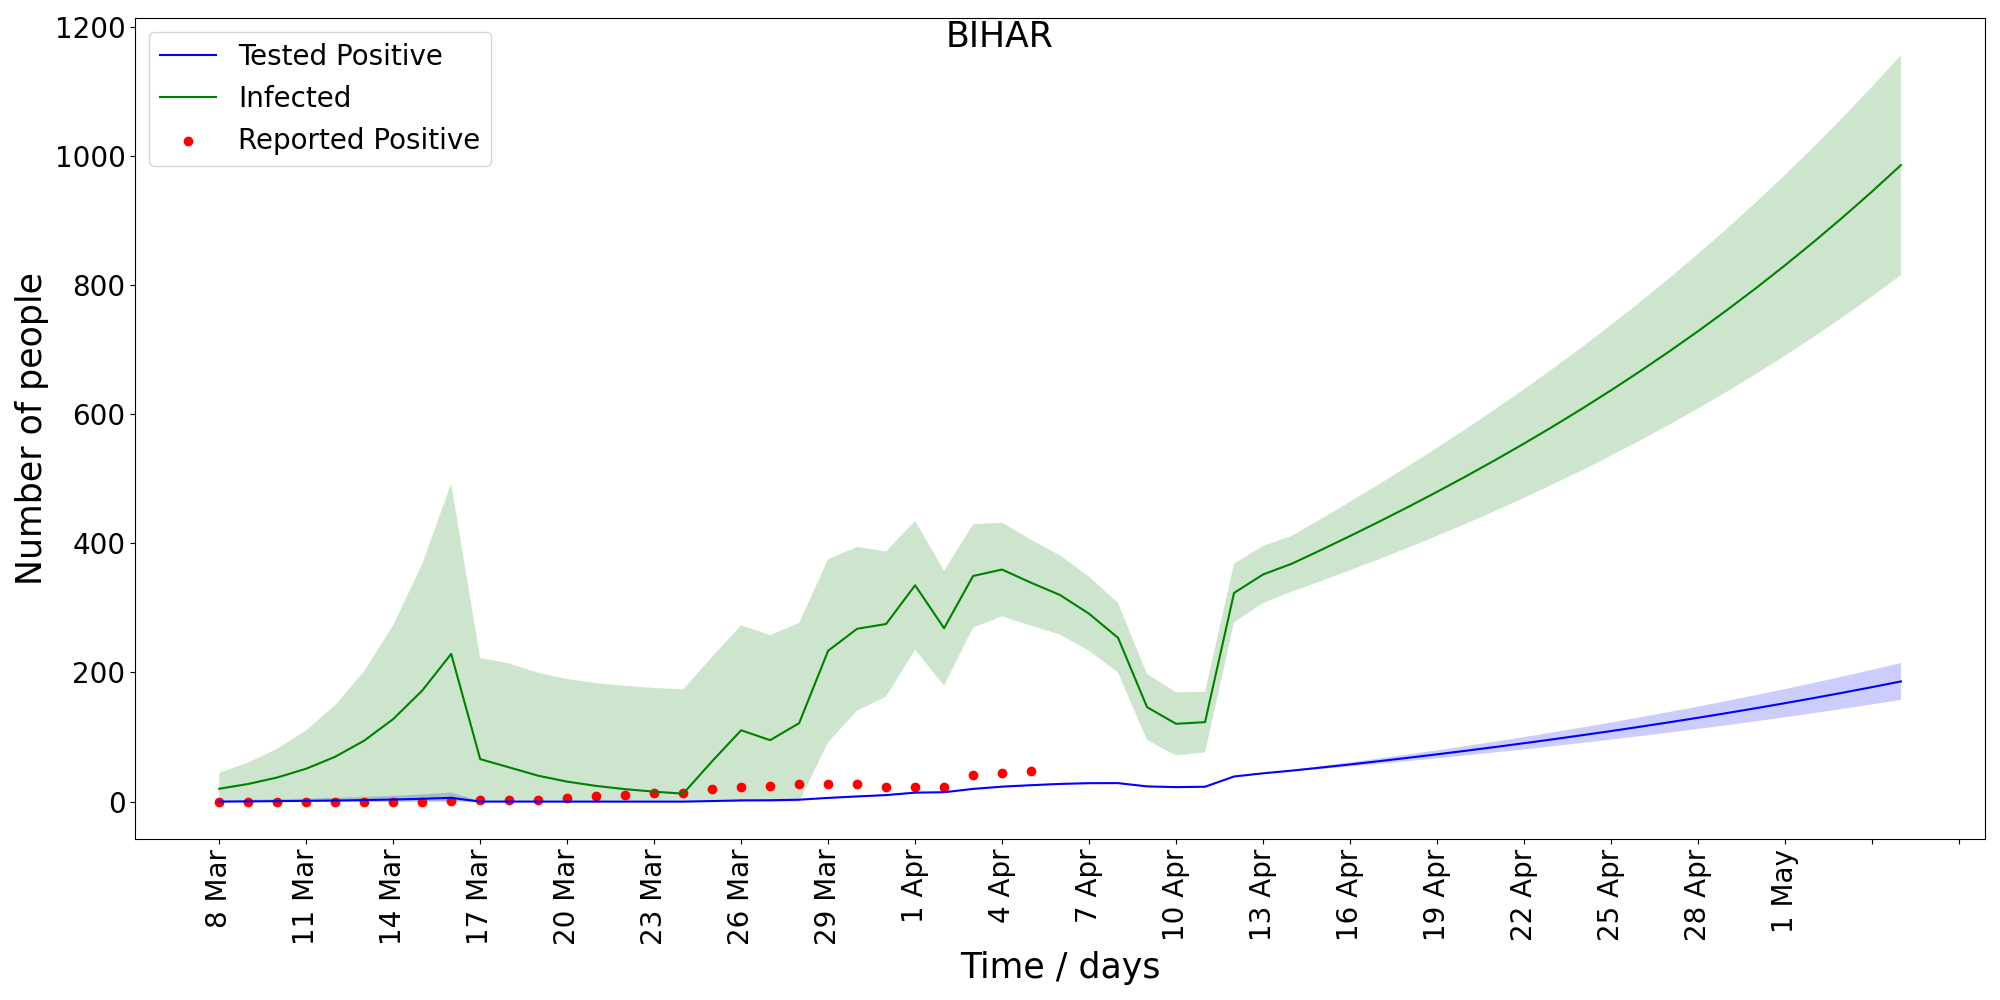 BIHAR
Tested Positive
Infected
Reported Positive
Number of people
1200
1000
800
600
400
200
0
8 Mar
11 Mar
14 Mar
17 Mar
20 Mar
23 Mar
26 Mar
29 Mar
1 Apr
4 Apr
7 Apr
10 Apr
13 Apr
16 Apr
19 Apr
22 Apr
25 Apr
28 Apr
1 May
Time / days